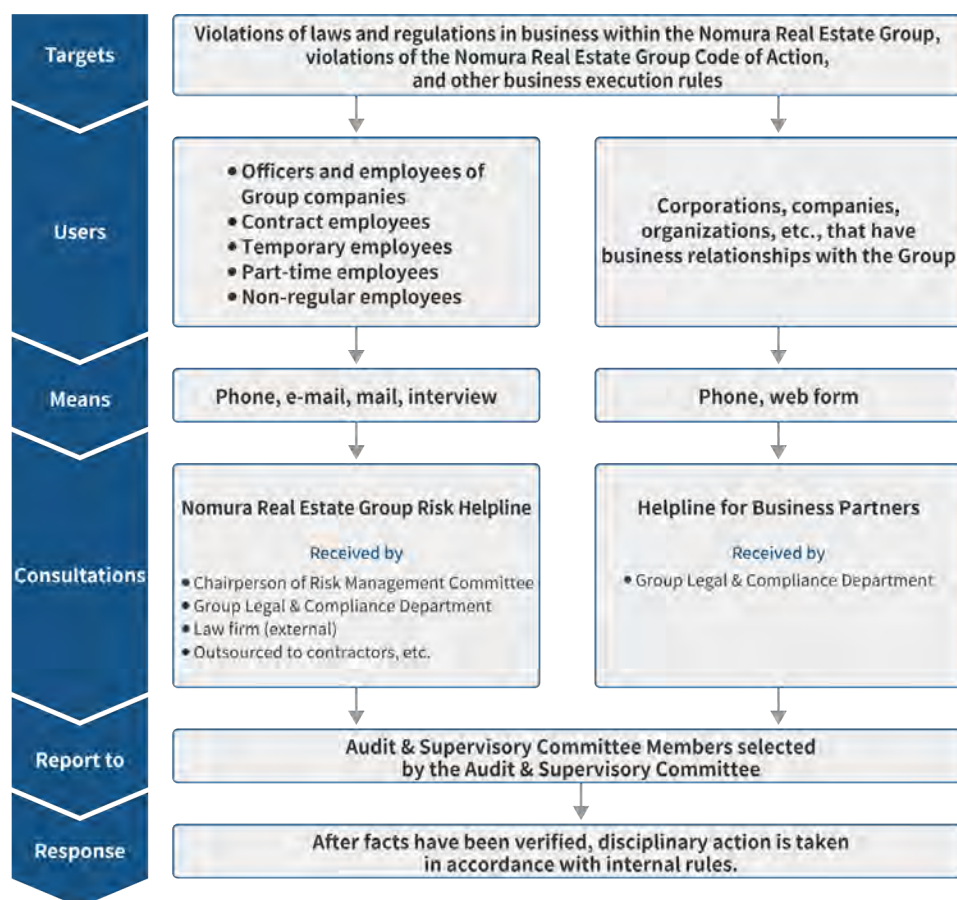 Targets
Violations of laws and regulations in business within the Nomura Real Estate Group,
violations of the Nomura Real Estate Group Code of Action,
and other business execution rules
Users
• Officers and employees of
Group companies
• Contract employees
• Temporary employees
• Part-time employees
• Non-regular employees
Corporations, companies,
organizations, etc., that have
business relationships with the Group
Means
Phone, e-mail, mail, interview
Phone, web form
Consultations
Nomura Real Estate Group Risk Helpline
Received by
• Chairperson of Risk Management Committee
• Group Legal & Compliance Department
• Law firm (external)
• Outsourced to contractors, etc.
Helpline for Business Partners
Received by
• Group Legal & Compliance Department
Report to
Audit & Supervisory Committee Members selected
by the Audit & Supervisory Committee
Response
After facts have been verified, disciplinary action is taken
in accordance with internal rules.